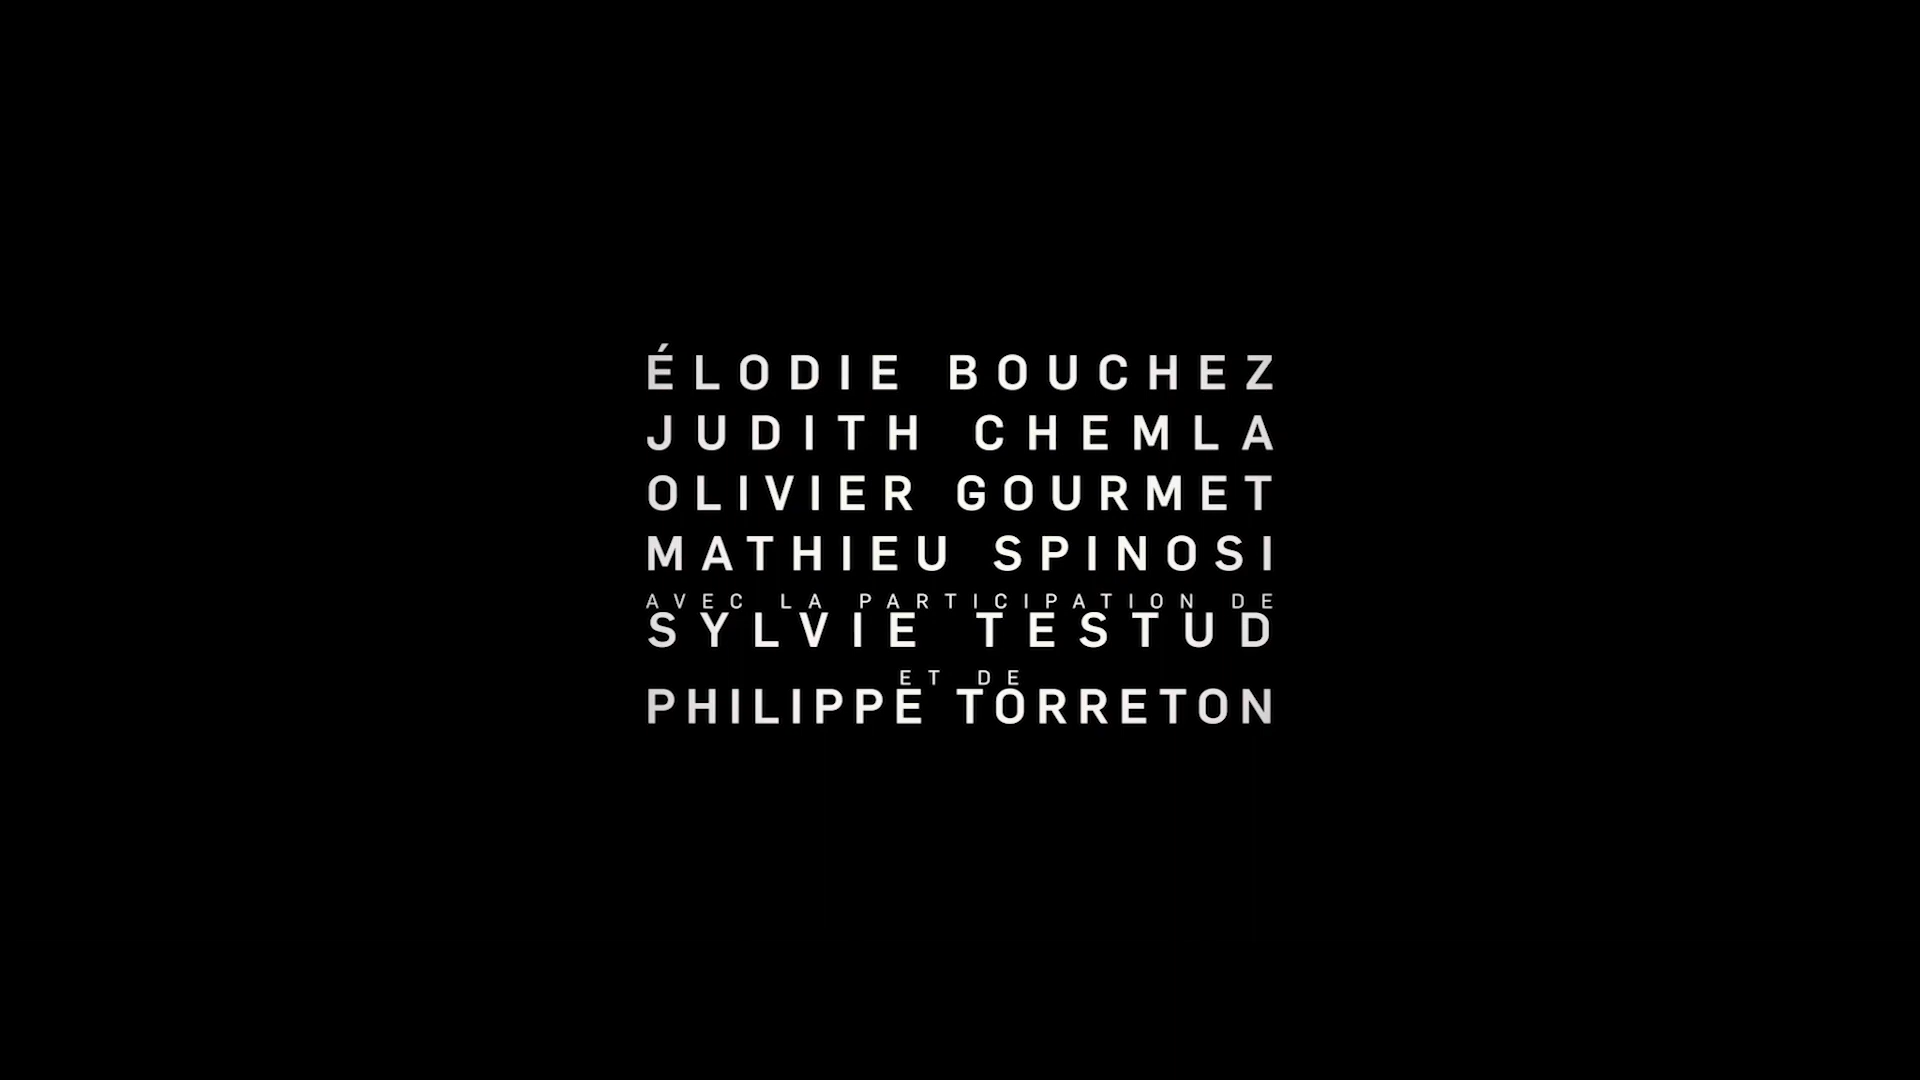 ÉLODIE BOUCHEZ
JUDITH CHEMLA
OLIVIER GOURMET
MATHIEU SPINOSI
AVEC LA PARTICIPATION DE
SYLVIE TESTUD
ET DE
PHILIPPE TORRETON